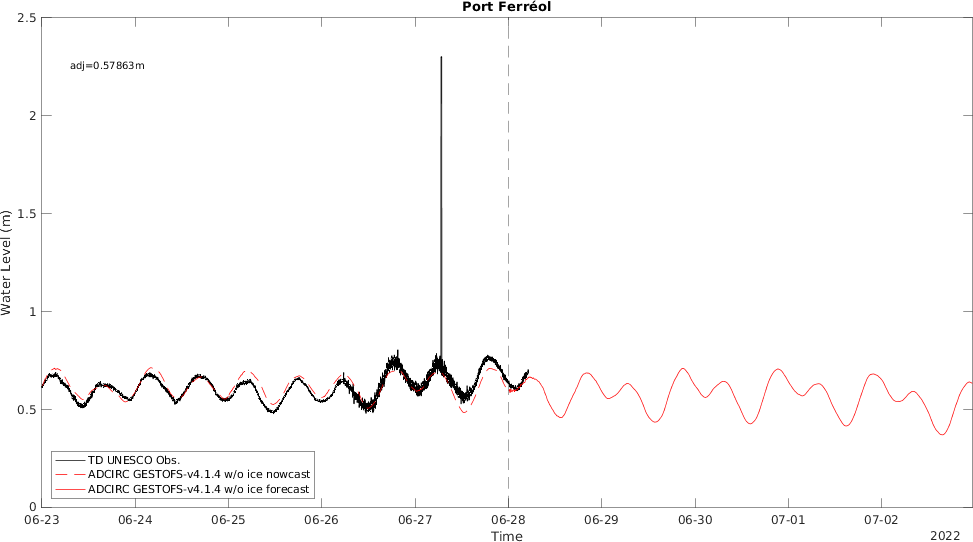 Port Ferréol
2.5
adj=0.57863m
2
1.5
Water Level (m)
1
0.5
TD UNESCO Obs.
ADCIRC GESTOFS-v4.1.4 w/o ice nowcast
ADCIRC GESTOFS-v4.1.4 w/o ice forecast
0
06-23 06-24 06-25 06-26 06-27 06-28 06-29 06-30 07-01 07-02
Time
2022